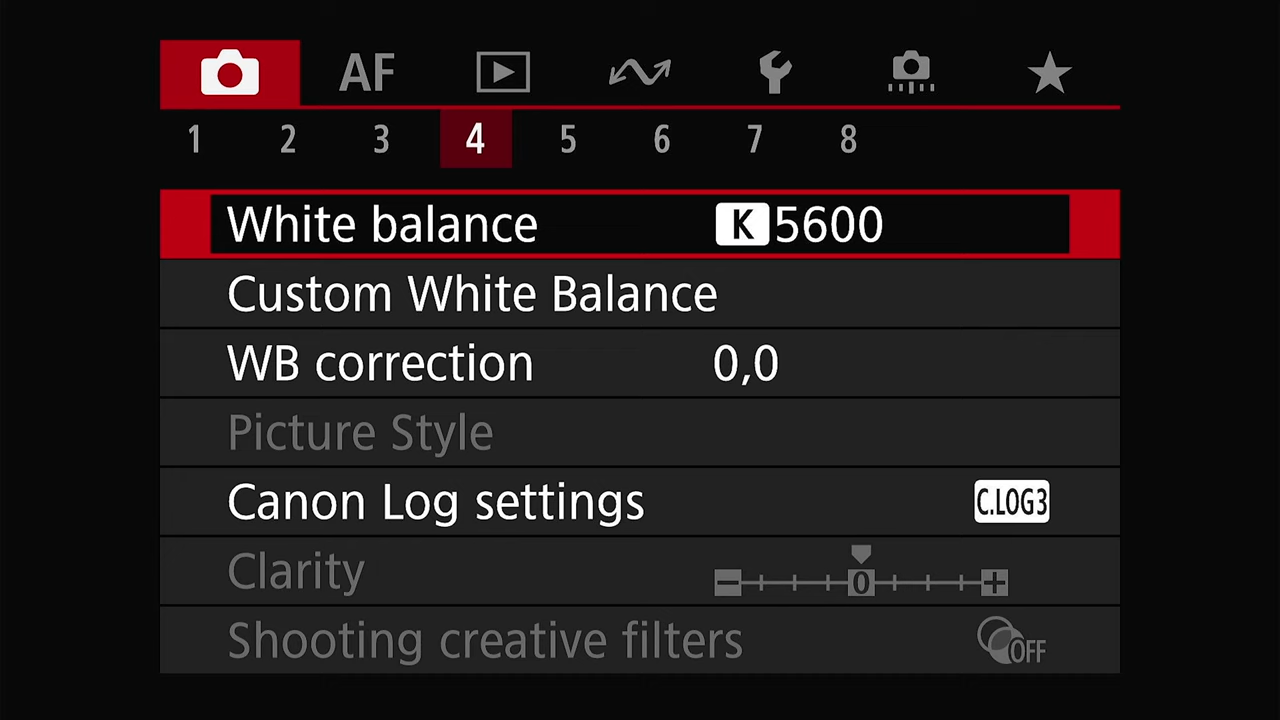 AF
1 2 3 4 5 6 7 8
White balance K 5600
Custom White Balance
WB correction 0,0
Picture Style
Canon Log settings C.LOG3
Clarity 0
Shooting creative filters OFF